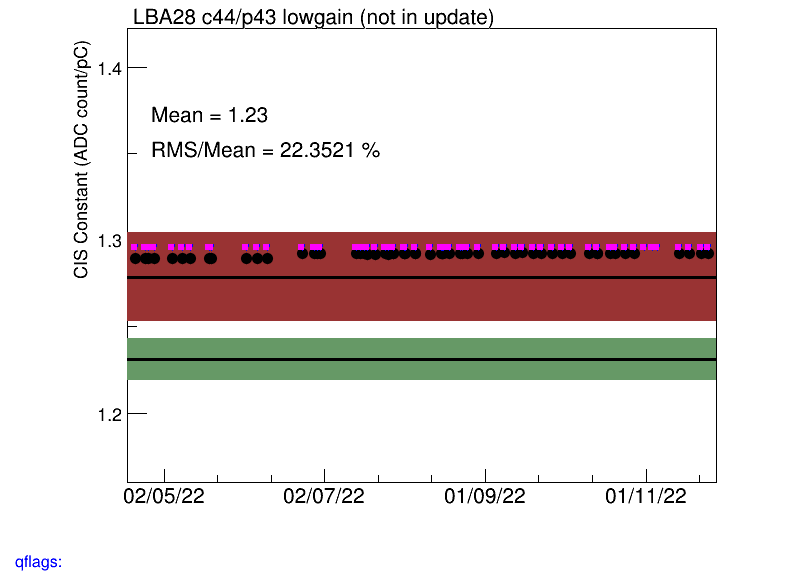 LBA28 c44/p43 lowgain (not in update)
CIS Constant (ADC count/pC)
1.4
Mean = 1.23
RMS/Mean = 22.3521 %
1.3
1.2
02/05/22 02/07/22 01/09/22 01/11/22
qflags: